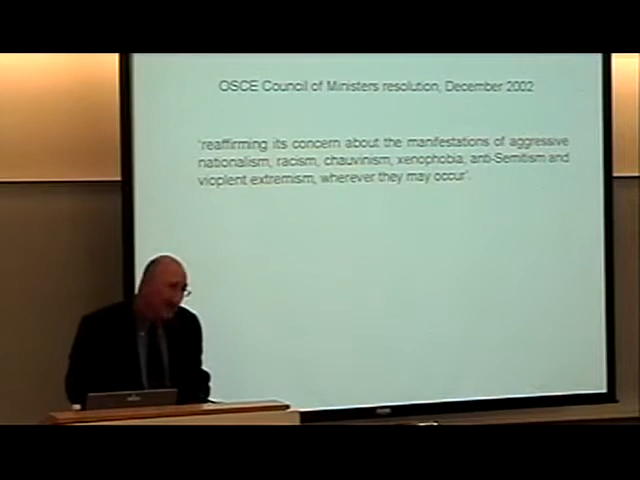 OSCE Council of Ministers resolution, December 2002
'reaffirming its concern about the manifestations of aggressive
nationalism, racism, chauvinism, xenophobia, anti-Semitism and
vioplent extremism, wherever they may occur'.